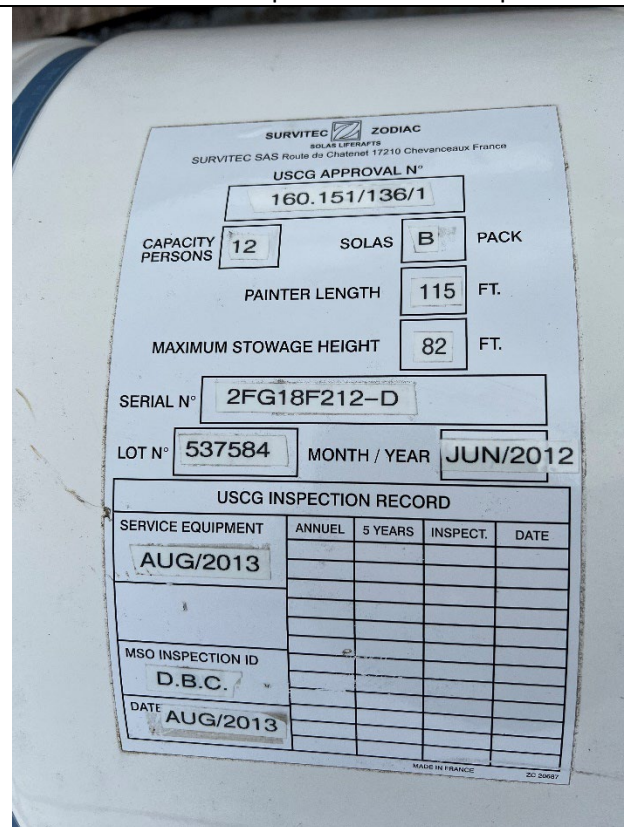 SURVITEC ZODIAC
SOLAS LIFERAFTS
SURVITEC SAS Route de Chatenet 17210 Chevanceaux France
USCG APPROVAL N°
160.151/136/1
CAPACITY PERSONS 12 SOLAS B PACK
PAINTER LENGTH 115 FT.
MAXIMUM STOWAGE HEIGHT 82 FT.
SERIAL N° 2FG18F212-D
LOT N° 537584 MONTH / YEAR JUN/2012
USCG INSPECTION RECORD
SERVICE EQUIPMENT ANNUEL 5 YEARS INSPECT. DATE
AUG/2013
MSO INSPECTION ID
D.B.C.
DATE AUG/2013
MADE IN FRANCE ZO 20687